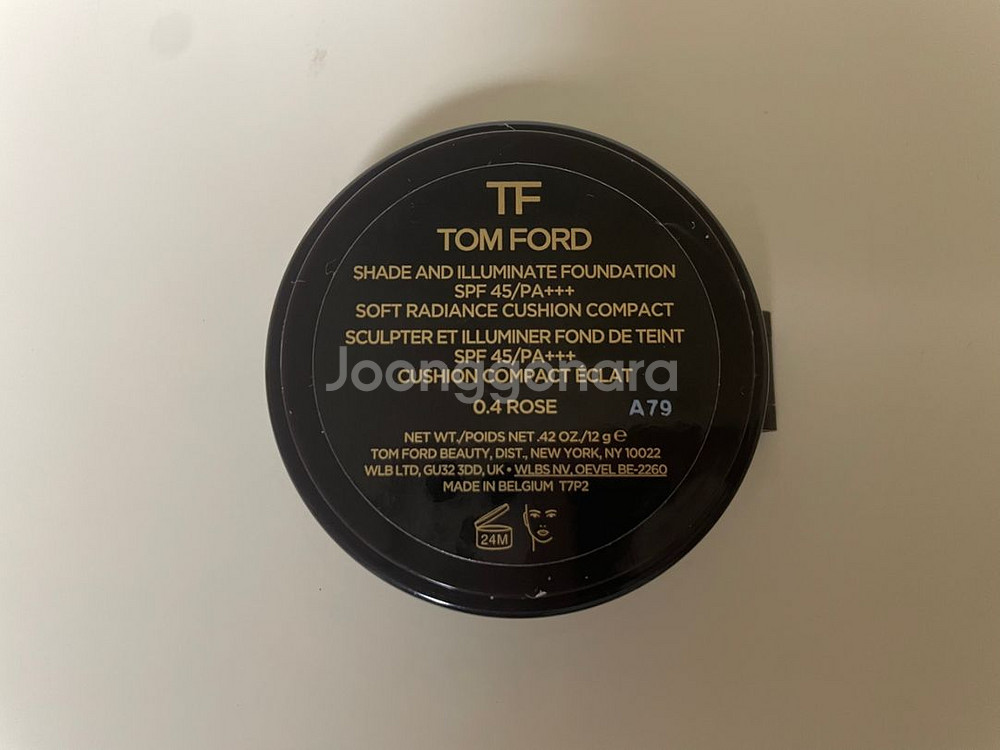 TF
TOM FORD
SHADE AND ILLUMINATE FOUNDATION
SPF 45/PA+++
SOFT RADIANCE CUSHION COMPACT
SCULPTER ET ILLUMINER FOND DE TEINT
SPF 45/PA+++
Joonggonara
CUSHION COMPACT ÉCLAT
0.4 ROSE A79
NET WT./POIDS NET .42 OZ./12 g ℮
TOM FORD BEAUTY, DIST., NEW YORK, NY 10022
WLB LTD, GU32 3DD, UK • WLBS NV, OEVEL BE-2260
MADE IN BELGIUM T7P2
24M